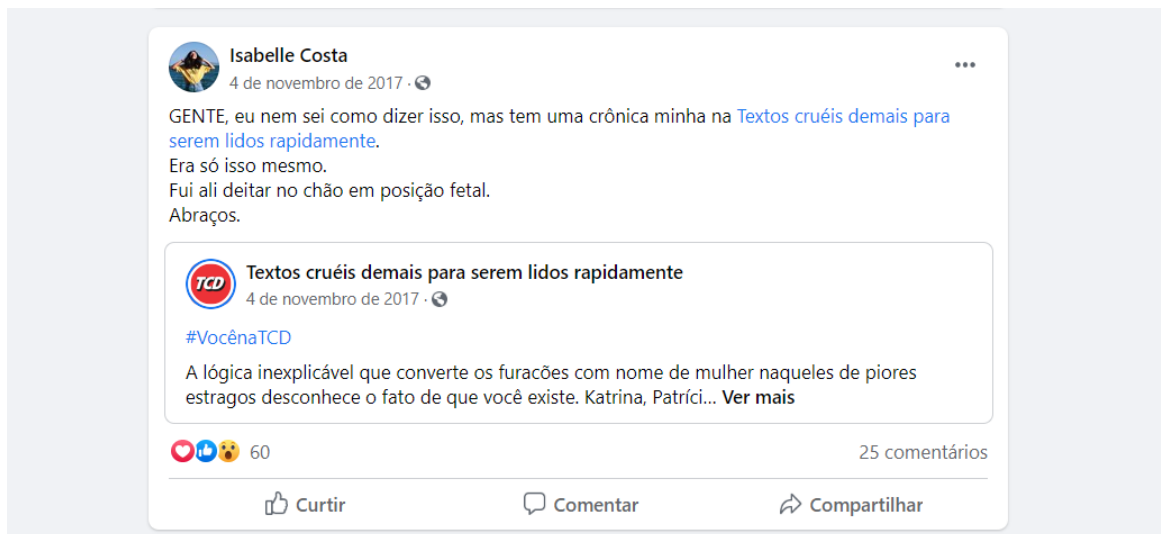 Isabelle Costa
4 de novembro de 2017 ·
GENTE, eu nem sei como dizer isso, mas tem uma crônica minha na Textos cruéis demais para
serem lidos rapidamente.
Era só isso mesmo.
Fui ali deitar no chão em posição fetal.
Abraços.
TCD
Textos cruéis demais para serem lidos rapidamente
4 de novembro de 2017 ·
#VocênaTCD
A lógica inexplicável que converte os furacões com nome de mulher naqueles de piores
estragos desconhece o fato de que você existe. Katrina, Patríci... Ver mais
60 25 comentários
Curtir Comentar Compartilhar